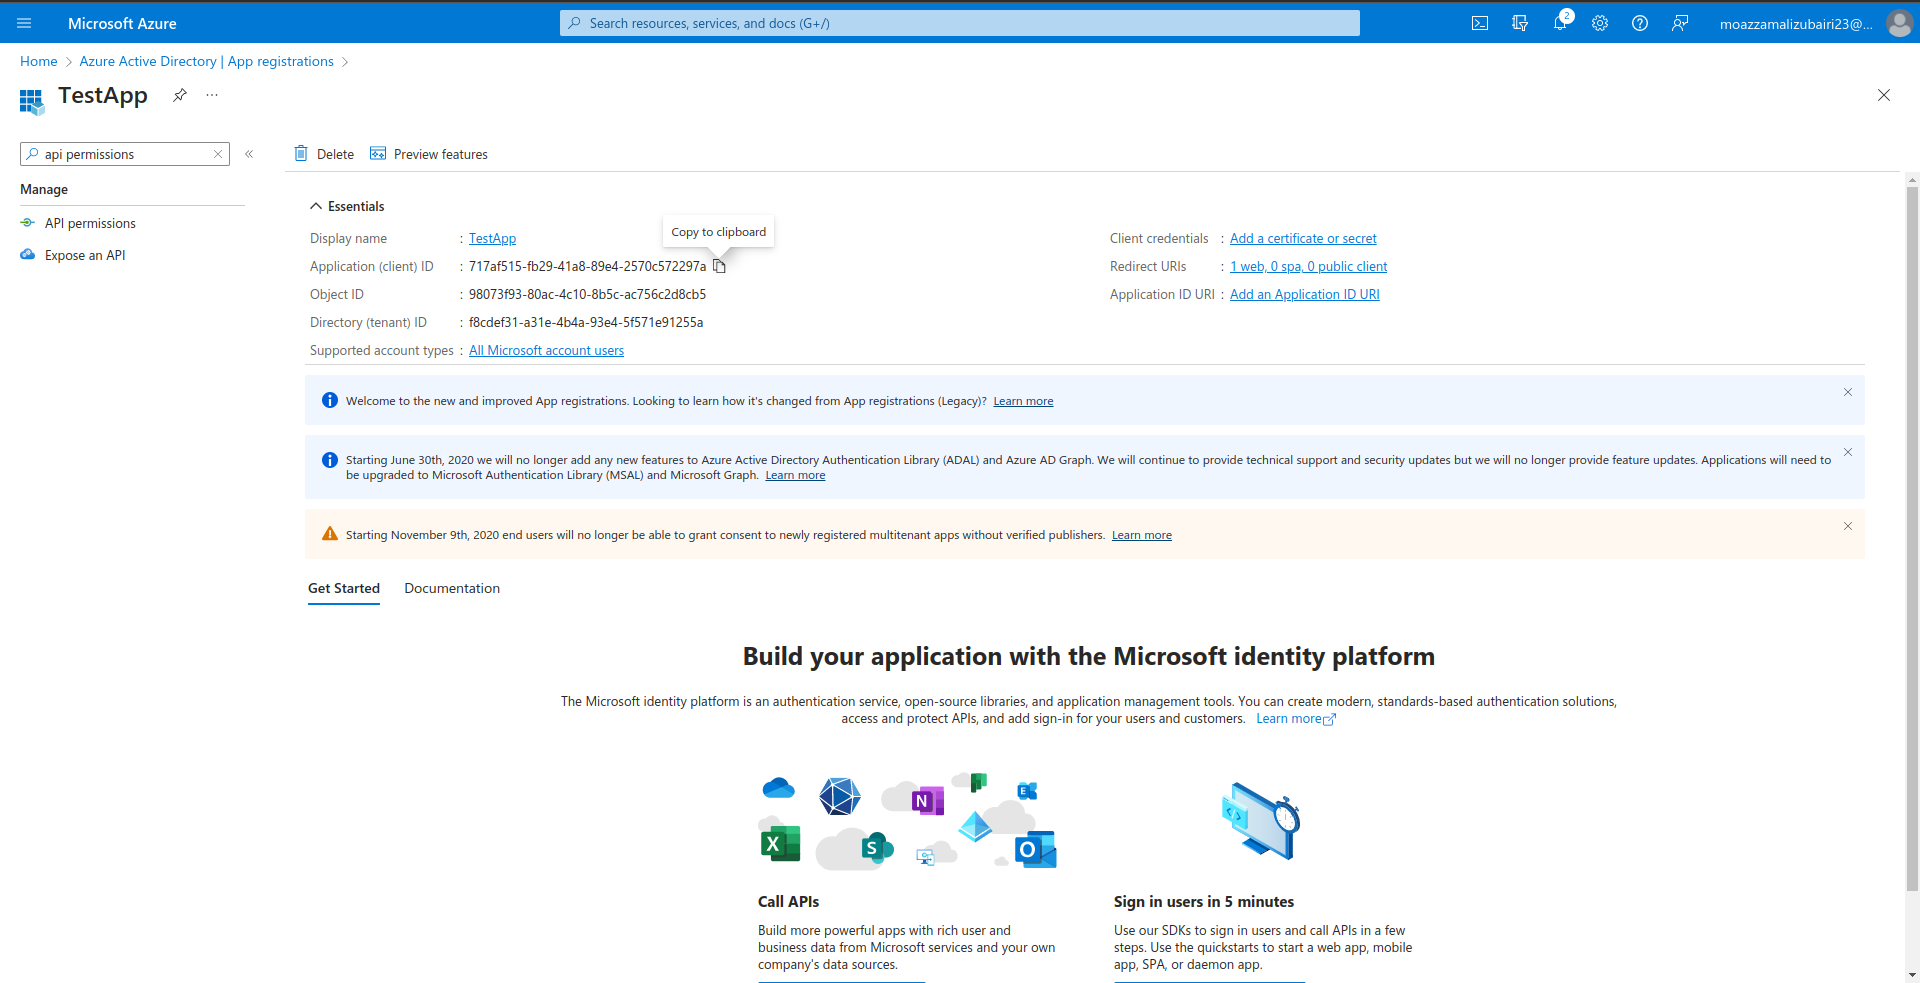 Microsoft Azure
Search resources, services, and docs (G+/)
2
moazzamalizubairi23@...
Home > Azure Active Directory | App registrations >
TestApp
...
api permissions
«
Delete
Preview features
Manage
API permissions
Expose an API
Essentials
Copy to clipboard
Display name : TestApp
Application (client) ID : 717af515-fb29-41a8-89e4-2570c572297a
Object ID : 98073f93-80ac-4c10-8b5c-ac756c2d8cb5
Directory (tenant) ID : f8cdef31-a31e-4b4a-93e4-5f571e91255a
Supported account types : All Microsoft account users
Client credentials : Add a certificate or secret
Redirect URIs : 1 web, 0 spa, 0 public client
Application ID URI : Add an Application ID URI
Welcome to the new and improved App registrations. Looking to learn how it's changed from App registrations (Legacy)? Learn more
Starting June 30th, 2020 we will no longer add any new features to Azure Active Directory Authentication Library (ADAL) and Azure AD Graph. We will continue to provide technical support and security updates but we will no longer provide feature updates. Applications will need to
be upgraded to Microsoft Authentication Library (MSAL) and Microsoft Graph. Learn more
Starting November 9th, 2020 end users will no longer be able to grant consent to newly registered multitenant apps without verified publishers. Learn more
Get Started
Documentation
Build your application with the Microsoft identity platform
The Microsoft identity platform is an authentication service, open-source libraries, and application management tools. You can create modern, standards-based authentication solutions,
access and protect APIs, and add sign-in for your users and customers. Learn more
N
E
X
S
O
Call APIs
Build more powerful apps with rich user and
business data from Microsoft services and your own
company's data sources.
Sign in users in 5 minutes
Use our SDKs to sign in users and call APIs in a few
steps. Use the quickstarts to start a web app, mobile
app, SPA, or daemon app.